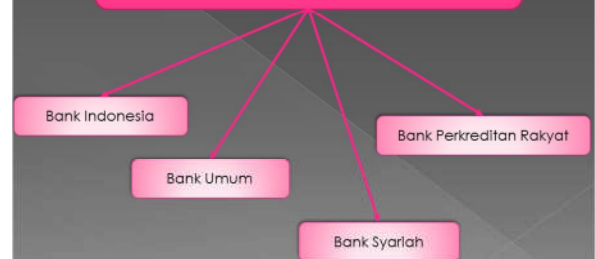 Bank Indonesia
Bank Perkreditan Rakyat
Bank Umum
Bank Syariah